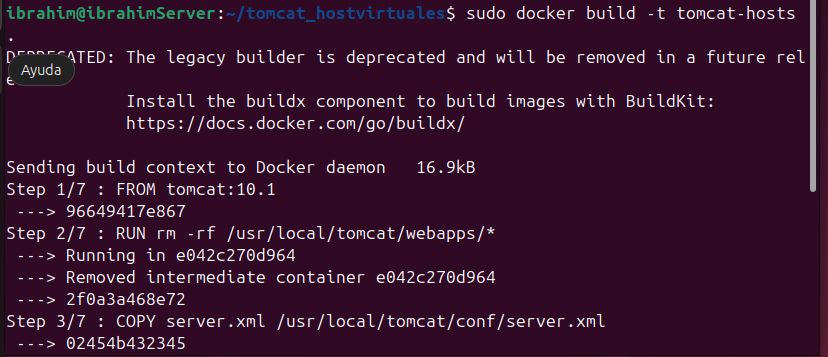 ibrahim@ibrahimServer:~/tomcat_hostvirtuales$ sudo docker build -t tomcat-hosts
.
DEPRECATED: The legacy builder is deprecated and will be removed in a future rel
e
Ayuda
Install the buildx component to build images with BuildKit:
https://docs.docker.com/go/buildx/
Sending build context to Docker daemon   16.9kB
Step 1/7 : FROM tomcat:10.1
---> 96649417e867
Step 2/7 : RUN rm -rf /usr/local/tomcat/webapps/*
---> Running in e042c270d964
---> Removed intermediate container e042c270d964
---> 2f0a3a468e72
Step 3/7 : COPY server.xml /usr/local/tomcat/conf/server.xml
---> 02454b432345